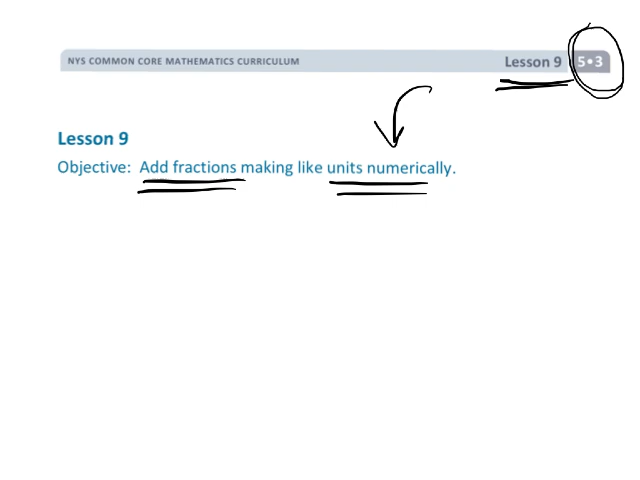 NYS COMMON CORE MATHEMATICS CURRICULUM Lesson 9 5•3
Lesson 9
Objective: Add fractions making like units numerically.